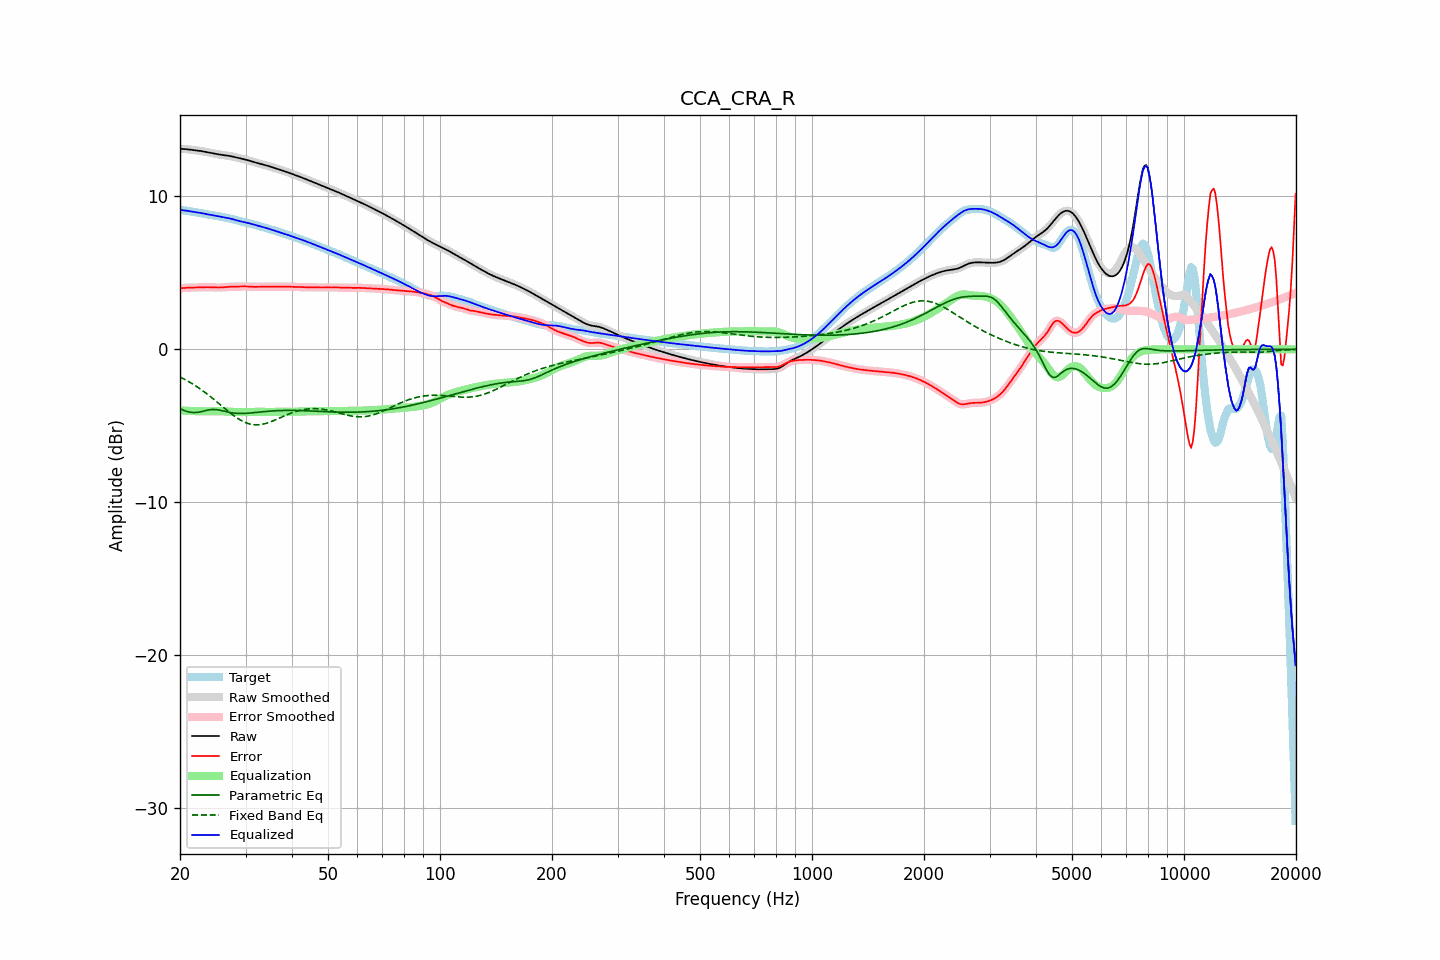 CCA_CRA_R
10
0
−10
−20
−30
Amplitude (dBr)
Target
Raw Smoothed
Error Smoothed
Raw
Error
Equalization
Parametric Eq
Fixed Band Eq
Equalized
20 50 100 200 500 1000 2000 5000 10000 20000
Frequency (Hz)